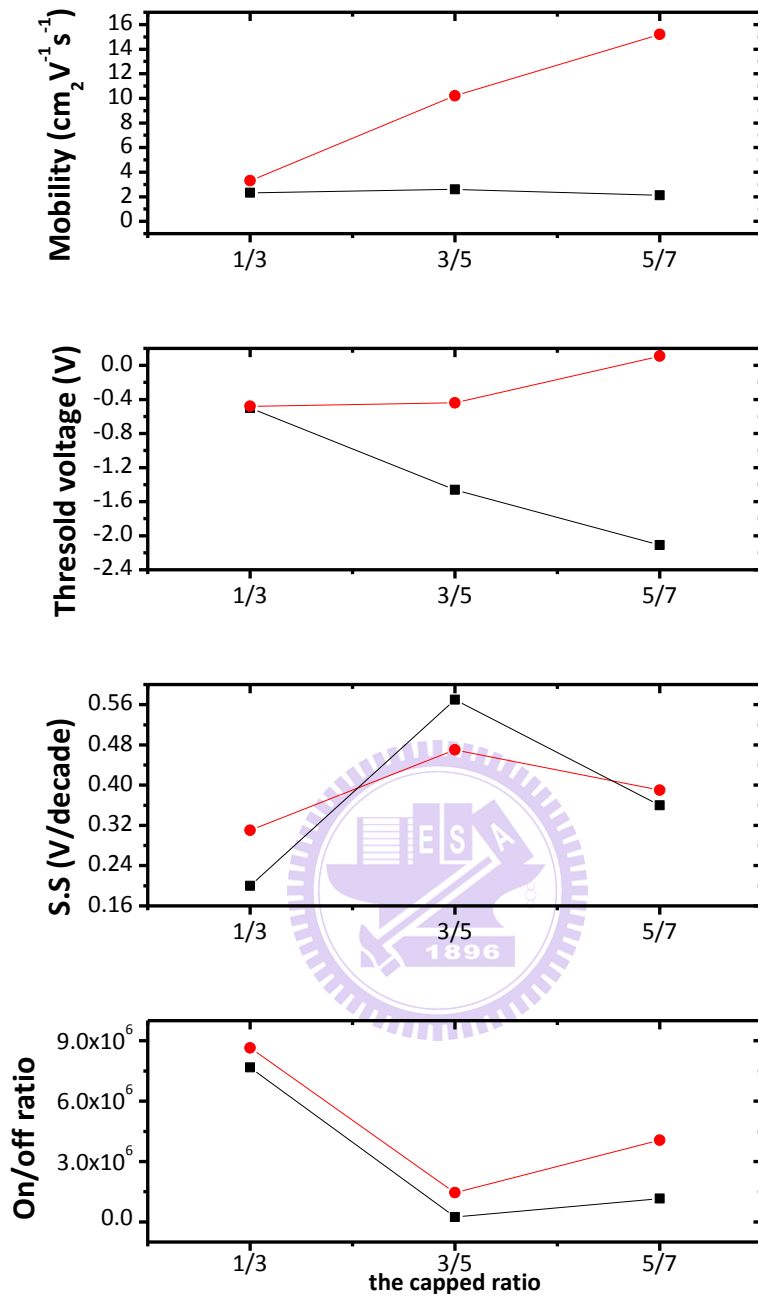 Mobility (cm₂V⁻¹s⁻¹)
16
14
12
10
8
6
4
2
0
1/3 3/5 5/7
Thresold voltage (V)
0.0
-0.4
-0.8
-1.2
-1.6
-2.0
-2.4
1/3 3/5 5/7
S.S (V/decade)
0.56
0.48
0.40
0.32
0.24
0.16
1/3 3/5 5/7
E S A
1896
On/off ratio
9.0x10⁶
6.0x10⁶
3.0x10⁶
0.0
1/3 3/5 5/7
the capped ratio